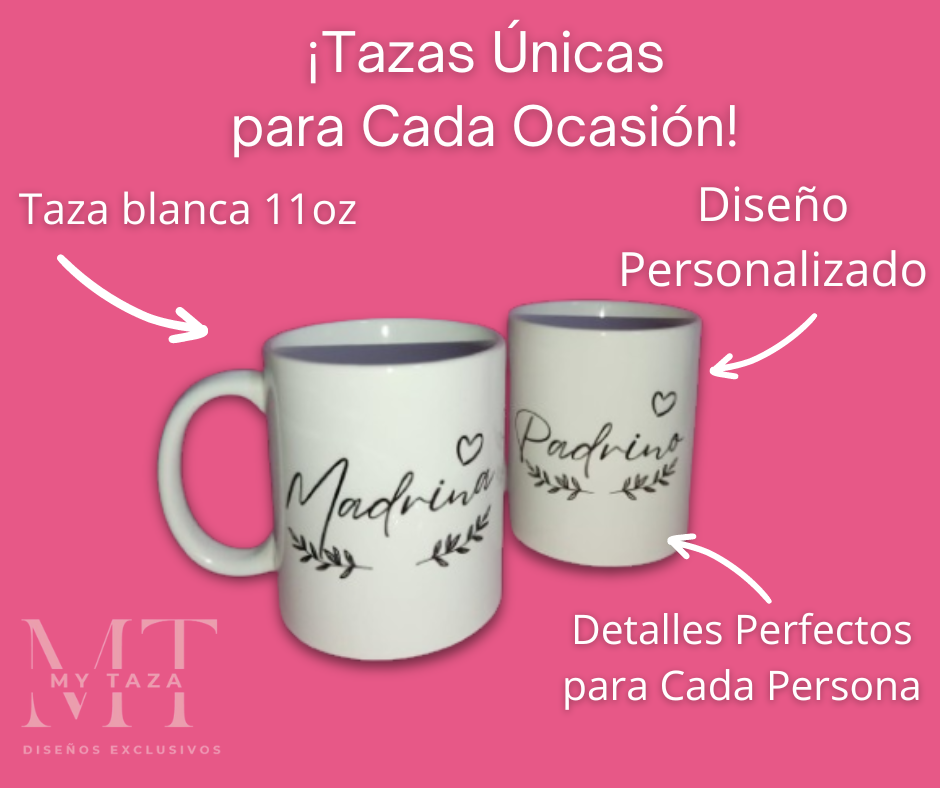 ¡Tazas Únicas
para Cada Ocasión!
Taza blanca 11oz
Diseño
Personalizado
Madrina
Padrino
Detalles Perfectos
para Cada Persona
MT
MY TAZA
DISEÑOS EXCLUSIVOS